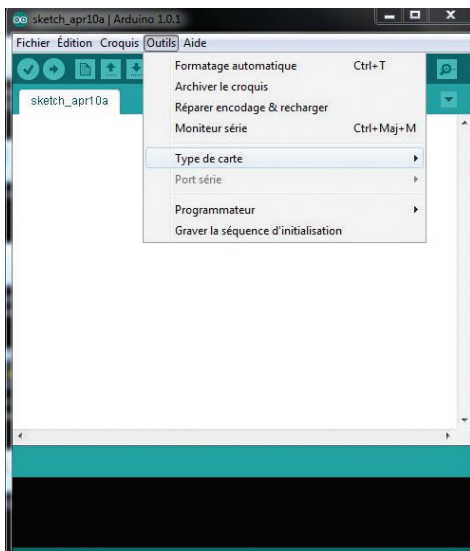 sketch_apr10a | Arduino 1.0.1
Fichier Édition Croquis Outils Aide
sketch_apr10a
Formatage automatique Ctrl+T
Archiver le croquis
Réparer encodage & recharger
Moniteur série Ctrl+Maj+M
Type de carte
Port série
Programmateur
Graver la séquence d'initialisation